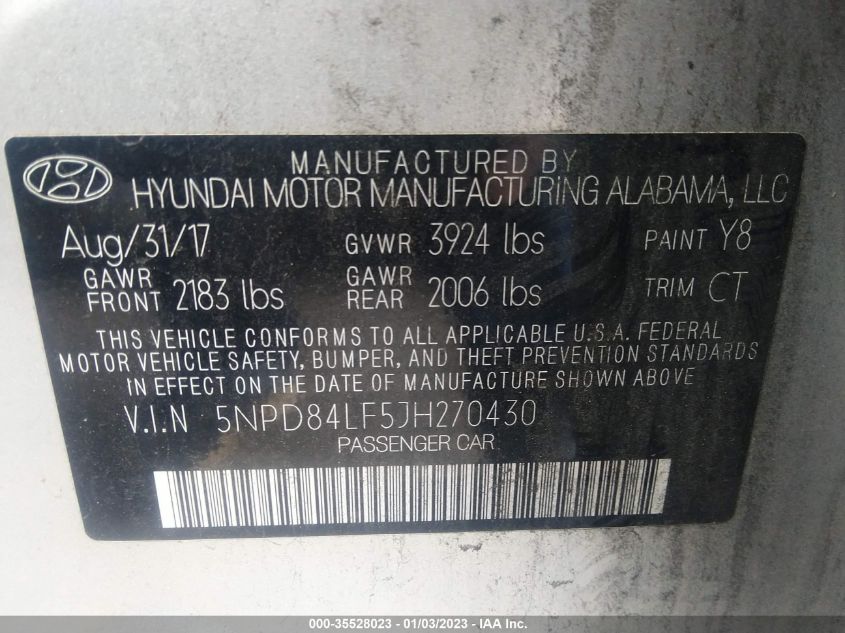 MANUFACTURED BY
HYUNDAI MOTOR MANUFACTURING ALABAMA, LLC
Aug/31/17 GVWR 3924 lbs PAINT Y8
GAWR FRONT 2183 lbs GAWR REAR 2006 lbs TRIM CT
THIS VEHICLE CONFORMS TO ALL APPLICABLE U.S.A. FEDERAL
MOTOR VEHICLE SAFETY, BUMPER, AND THEFT PREVENTION STANDARDS
IN EFFECT ON THE DATE OF MANUFACTURE SHOWN ABOVE
V.I.N 5NPD84LF5JH270430
PASSENGER CAR
000-35528023 - 01/03/2023 - IAA Inc.